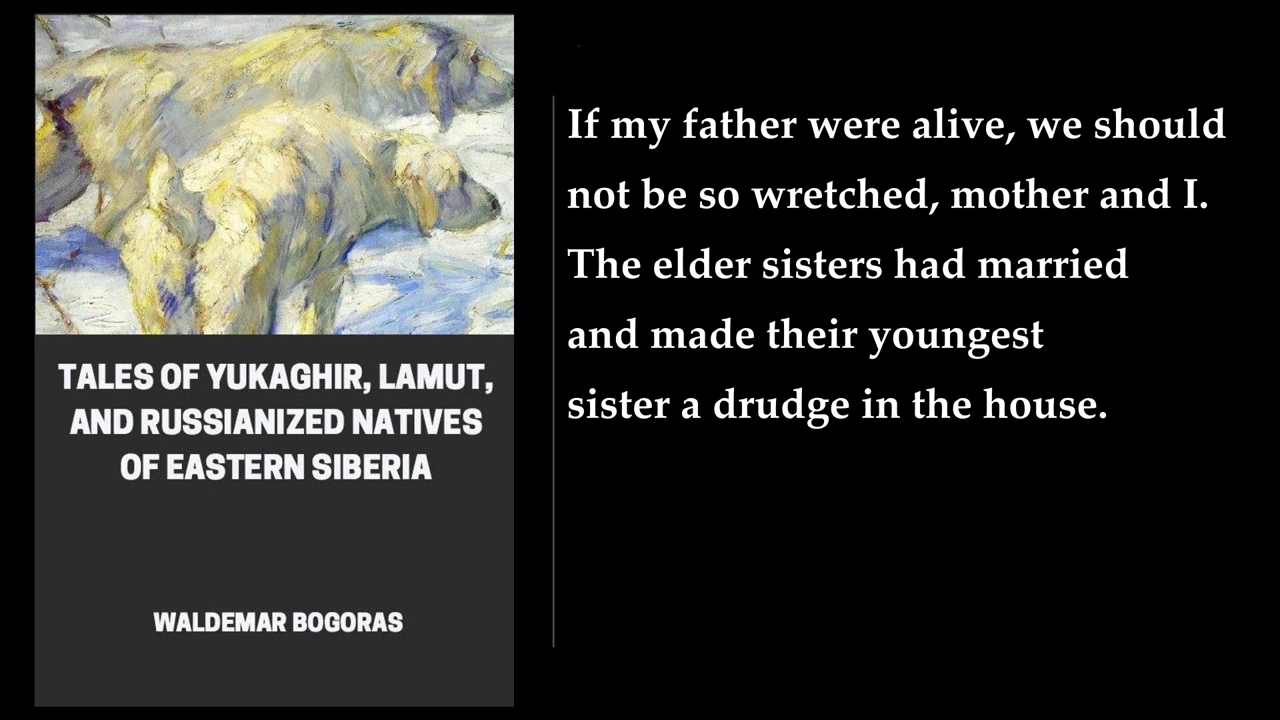 TALES OF YUKAGHIR, LAMUT,
AND RUSSIANIZED NATIVES
OF EASTERN SIBERIA
WALDEMAR BOGORAS
If my father were alive, we should
not be so wretched, mother and I.
The elder sisters had married
and made their youngest
sister a drudge in the house.